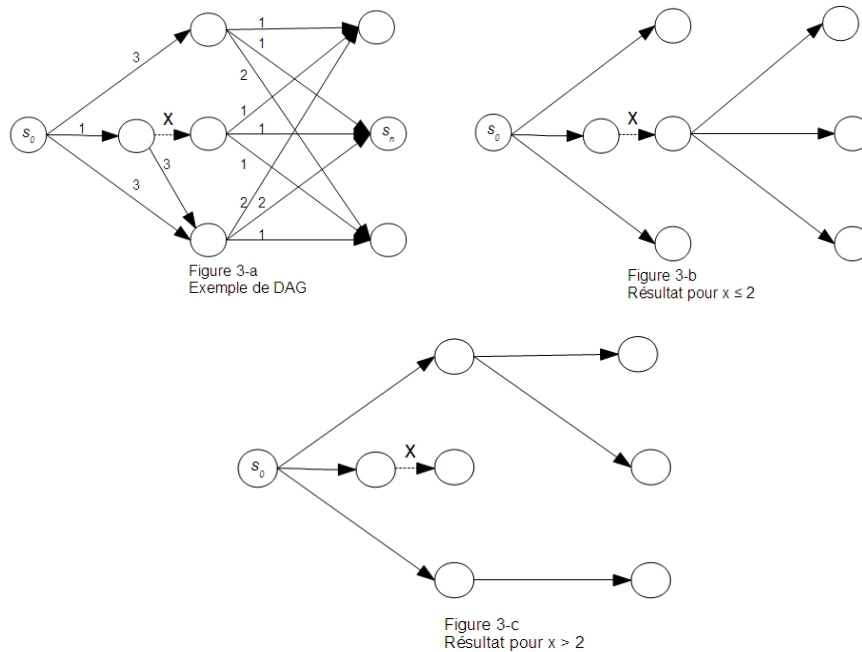 1
1
3
2
X
1
s₀
1
1
sₙ
3
1
3
2 2
1
Figure 3-a
Exemple de DAG
s₀
X
Figure 3-b
Résultat pour x ≤ 2
X
s₀
Figure 3-c
Résultat pour x > 2